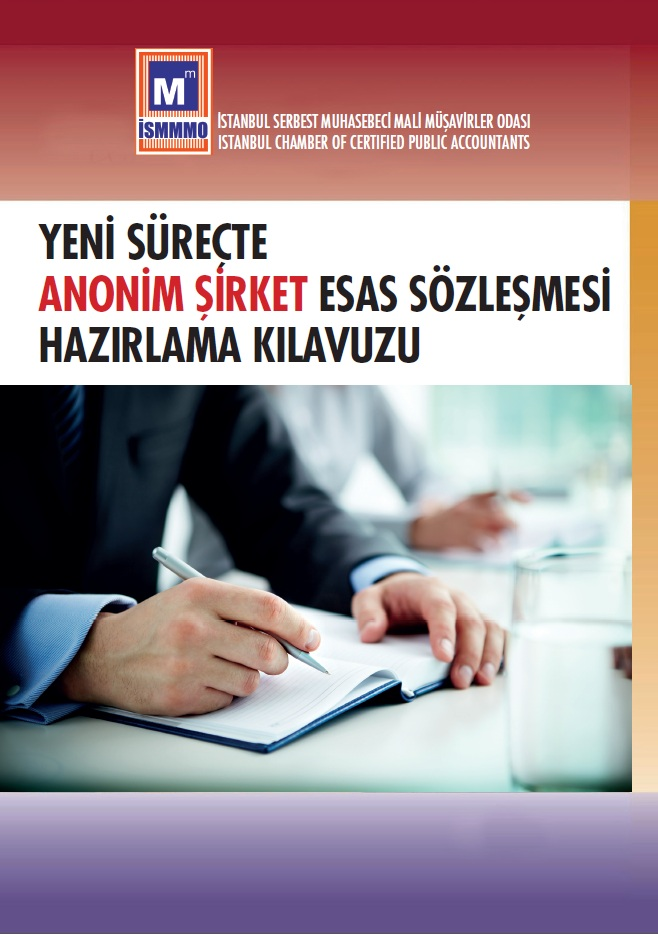 Mm
İSMMMO
İSTANBUL SERBEST MUHASEBECİ MALİ MÜŞAVİRLER ODASI
ISTANBUL CHAMBER OF CERTIFIED PUBLIC ACCOUNTANTS
YENİ SÜREÇTE
ANONİM ŞİRKET ESAS SÖZLEŞMESİ
HAZIRLAMA KILAVUZU